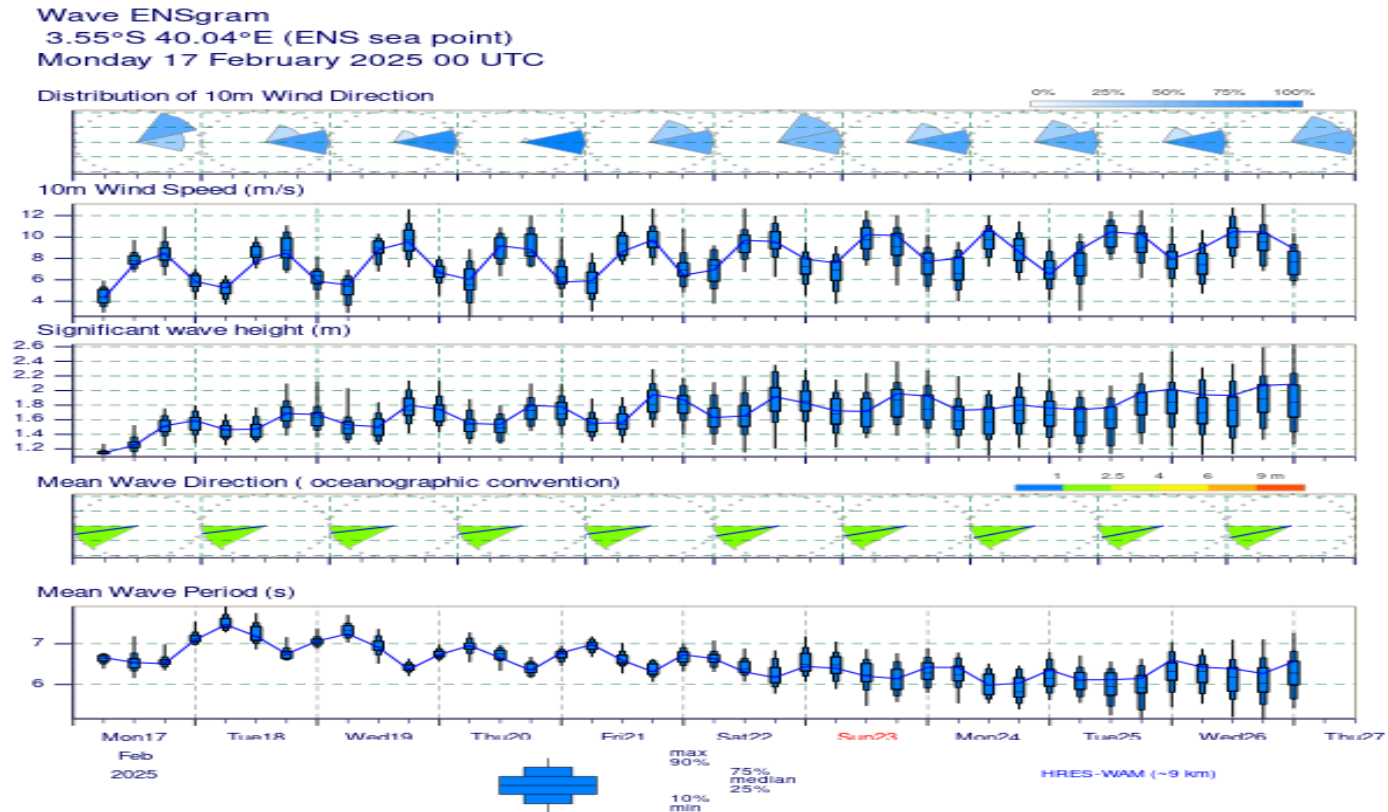 Wave ENSgram
3.55°S 40.04°E (ENS sea point)
Monday 17 February 2025 00 UTC
Distribution of 10m Wind Direction
0% 25% 50% 75% 100%
10m Wind Speed (m/s)
12
10
8
6
4
Significant wave height (m)
2.6
2.4
2.2
2
1.8
1.6
1.4
1.2
Mean Wave Direction ( oceanographic convention)
1 2.5 4 6 9 m
Mean Wave Period (s)
7
6
Mon17 Tue18 Wed19 Thu20 Fri21 Sat22 Sun23 Mon24 Tue25 Wed26 Thu27
Feb
2025
max
90%
75%
median
25%
10%
min
HRES-WAM (~9 km)